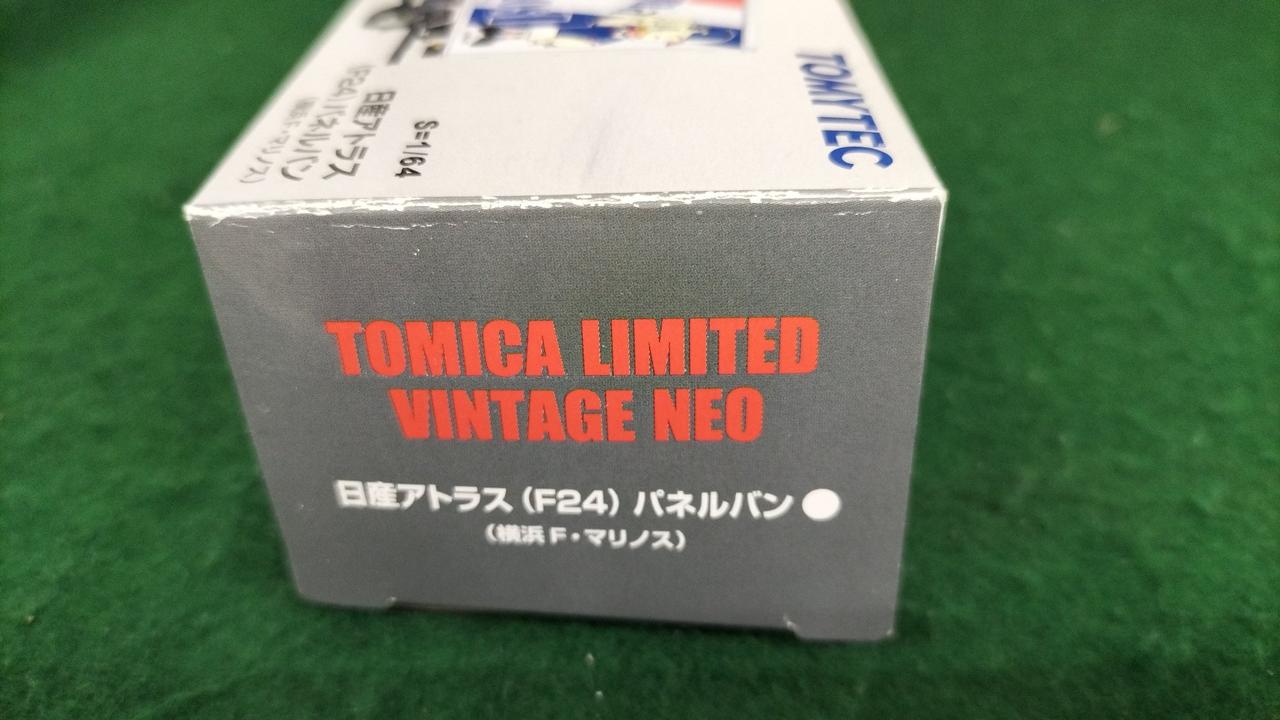 TOMYTEC
S=1/64
日産アトラス
(F24)パネルバン
(横浜F・マリノス)
TOMICA LIMITED
VINTAGE NEO
日産アトラス(F24) パネルバン
(横浜F・マリノス)